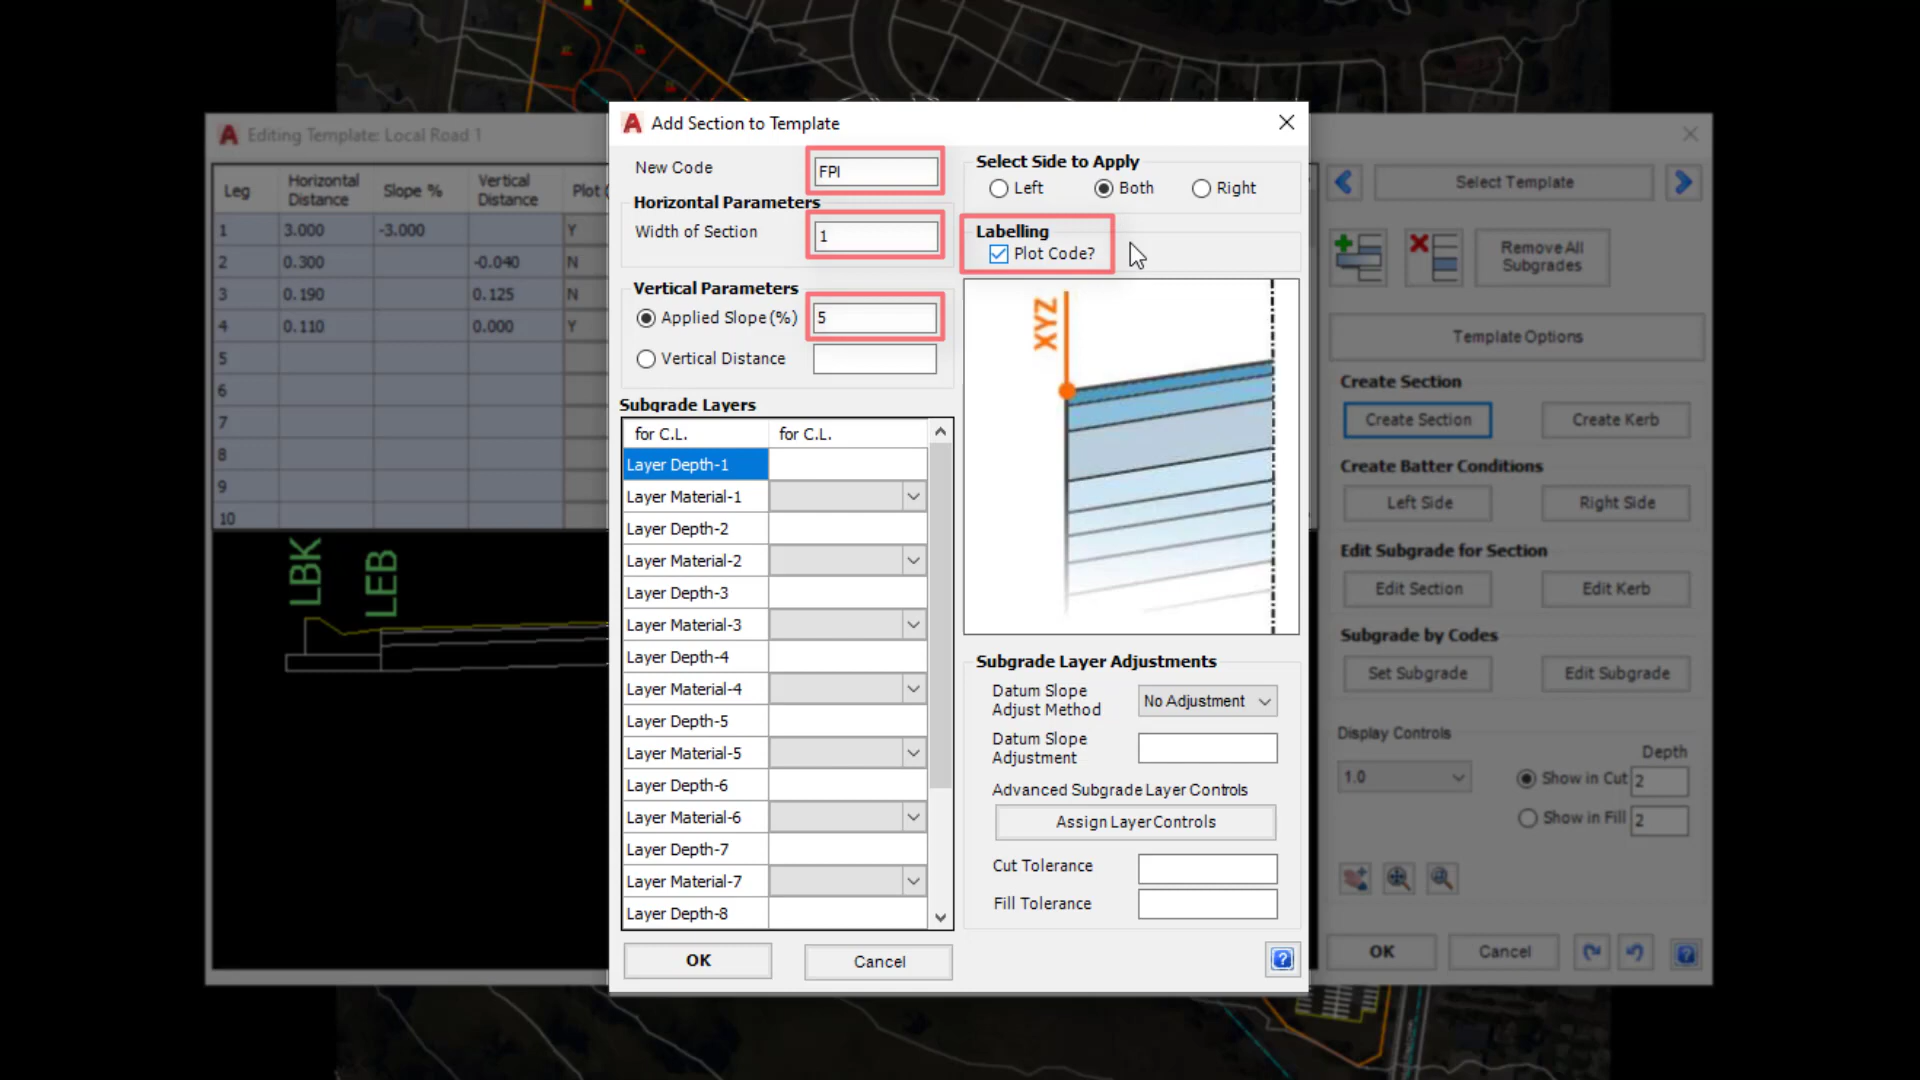 Editing Template: Local Road 1
Leg Horizontal Distance Slope % Vertical Distance Plot (
1 3.000 -3.000 Y
2 0.300 -0.040 N
3 0.190 0.125 N
4 0.110 0.000 Y
5
6
7
8
9
10
LBK
LEB
Add Section to Template
New Code FPI
Horizontal Parameters
Width of Section 1
Vertical Parameters
Applied Slope (%) 5
Vertical Distance
Subgrade Layers
for C.L. for C.L.
Layer Depth-1
Layer Material-1
Layer Depth-2
Layer Material-2
Layer Depth-3
Layer Material-3
Layer Depth-4
Layer Material-4
Layer Depth-5
Layer Material-5
Layer Depth-6
Layer Material-6
Layer Depth-7
Layer Material-7
Layer Depth-8
OK Cancel
Select Side to Apply
Left Both Right
Labelling
Plot Code?
XYZ
Subgrade Layer Adjustments
Datum Slope
Adjust Method No Adjustment
Datum Slope
Adjustment
Advanced Subgrade Layer Controls
Assign Layer Controls
Cut Tolerance
Fill Tolerance
Select Template
Remove All
Subgrades
Template Options
Create Section
Create Section Create Kerb
Create Batter Conditions
Left Side Right Side
Edit Subgrade for Section
Edit Section Edit Kerb
Subgrade by Codes
Set Subgrade Edit Subgrade
Display Controls
Depth
1.0 Show in Cut 2
Show in Fill 2
OK Cancel